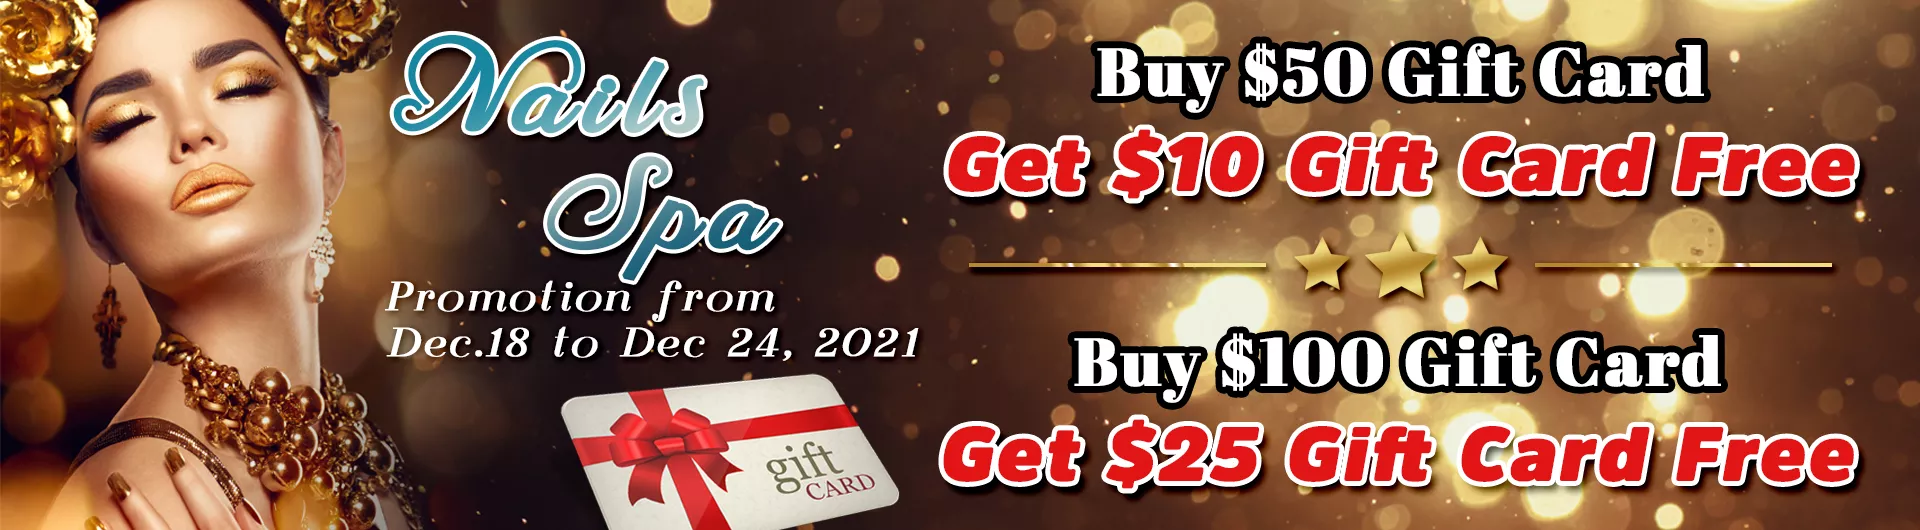 Nails
Spa
Promotion from
Dec.18 to Dec 24, 2021
gift
CARD
Buy $50 Gift Card
Get $10 Gift Card Free
Buy $100 Gift Card
Get $25 Gift Card Free